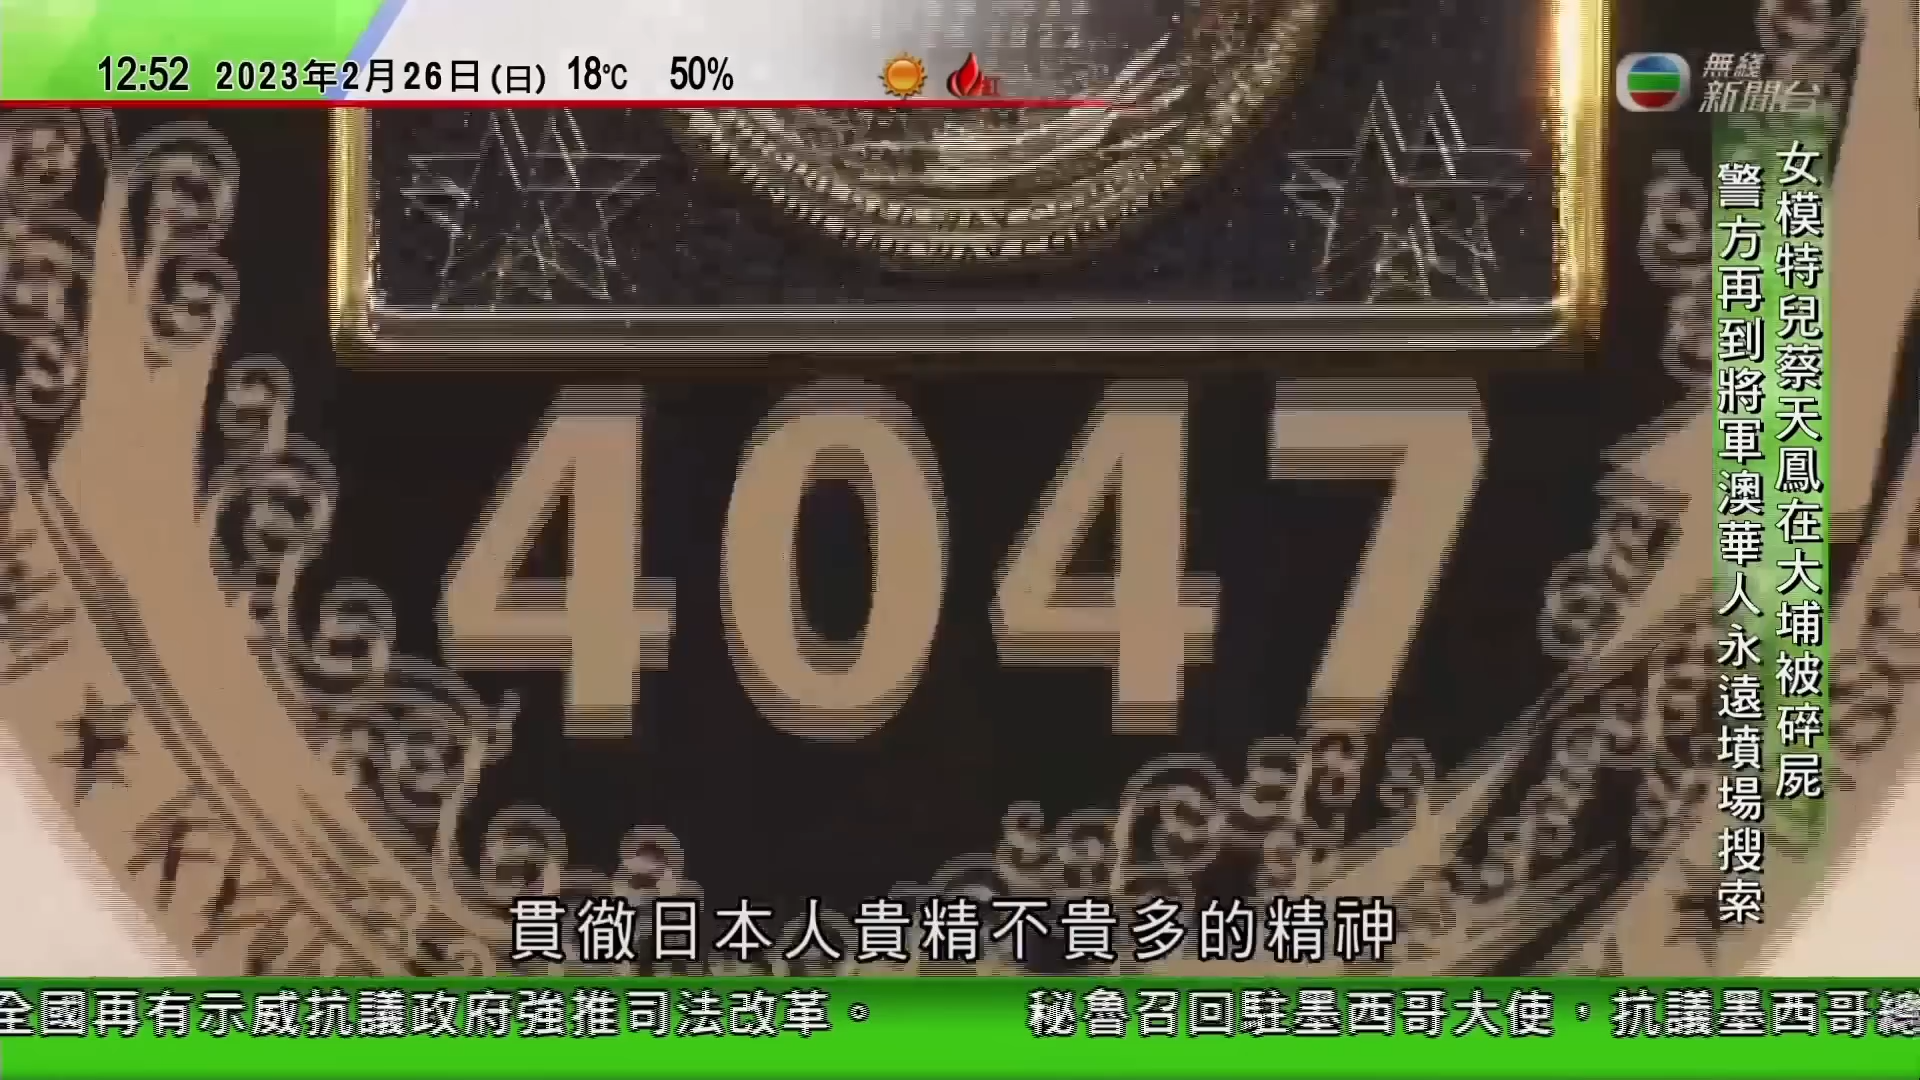 12:52 2023年2月26日(日) 18℃ 50%
紅
無綫
新聞台
女模特兒蔡天鳳在大埔被碎屍
警方再到將軍澳華人永遠墳場搜索
4047
貫徹日本人貴精不貴多的精神
全國再有示威抗議政府強推司法改革。 秘魯召回駐墨西哥大使，抗議墨西哥總